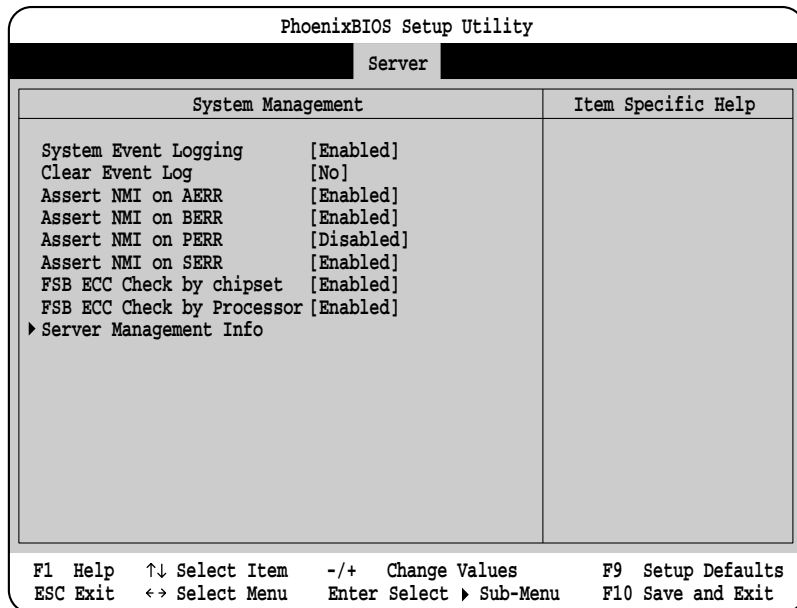 PhoenixBIOS Setup Utility
Server
System Management
Item Specific Help
System Event Logging [Enabled]
Clear Event Log [No]
Assert NMI on AERR [Enabled]
Assert NMI on BERR [Enabled]
Assert NMI on PERR [Disabled]
Assert NMI on SERR [Enabled]
FSB ECC Check by chipset [Enabled]
FSB ECC Check by Processor [Enabled]
Server Management Info
F1 Help ↑↓ Select Item -/+ Change Values F9 Setup Defaults
ESC Exit ←→ Select Menu Enter Select ▶ Sub-Menu F10 Save and Exit